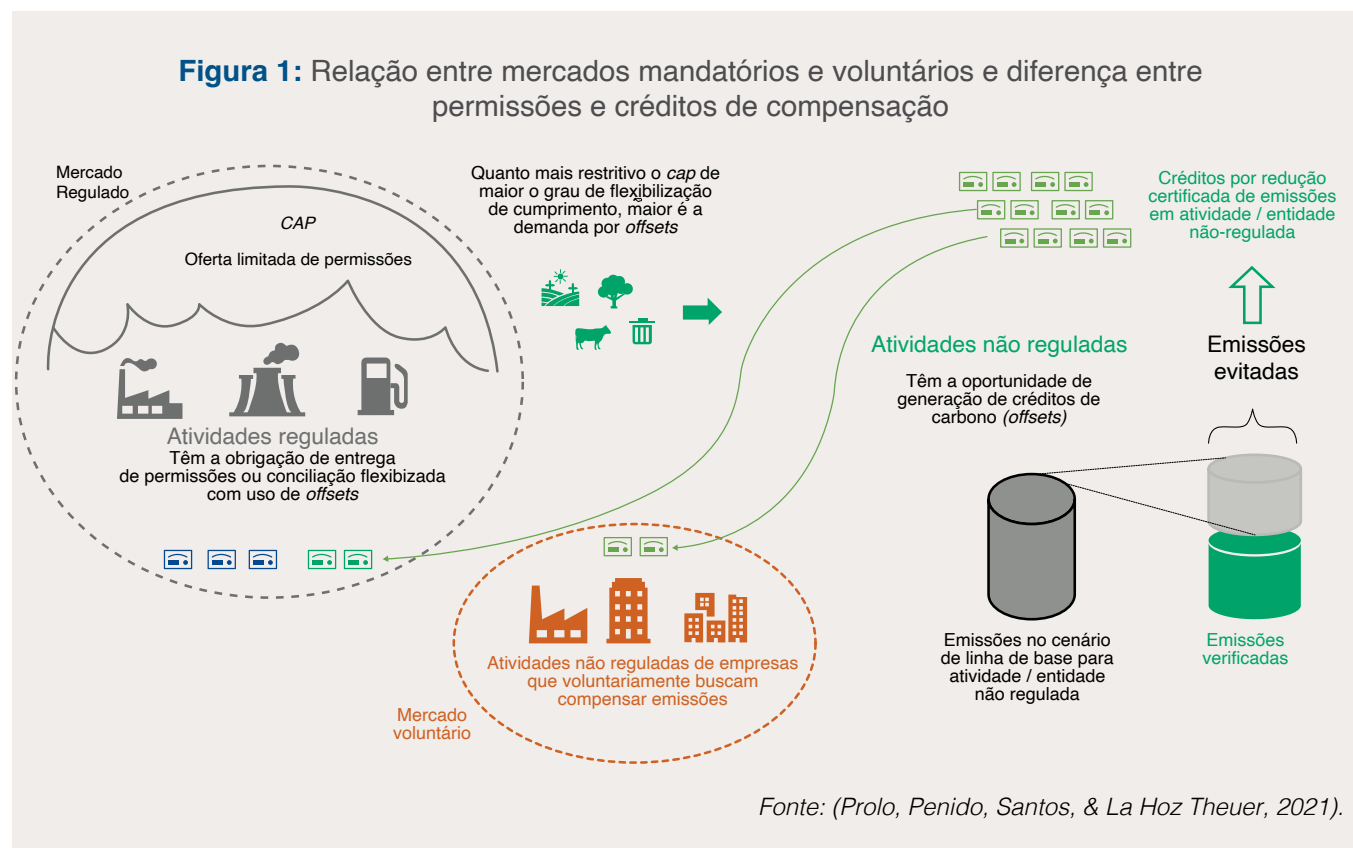 Figura 1: Relação entre mercados mandatórios e voluntários e diferença entre
permissões e créditos de compensação
Mercado
Regulado
CAP
Oferta limitada de permissões
Atividades reguladas
Têm a obrigação de entrega
de permissões ou conciliação flexibizada
com uso de offsets
Quanto mais restritivo o cap de
maior o grau de flexibilização
de cumprimento, maior é a
demanda por offsets
Créditos por redução
certificada de emissões
em atividade / entidade
não-regulada
Atividades não reguladas
Têm a oportunidade de
generação de créditos de
carbono (offsets)
Emissões
evitadas
Emissões no cenário
de linha de base para
atividade / entidade
não regulada
Emissões
verificadas
Atividades não reguladas de empresas
que voluntariamente buscam
compensar emissões
Mercado
voluntário
Fonte: (Prolo, Penido, Santos, & La Hoz Theuer, 2021).